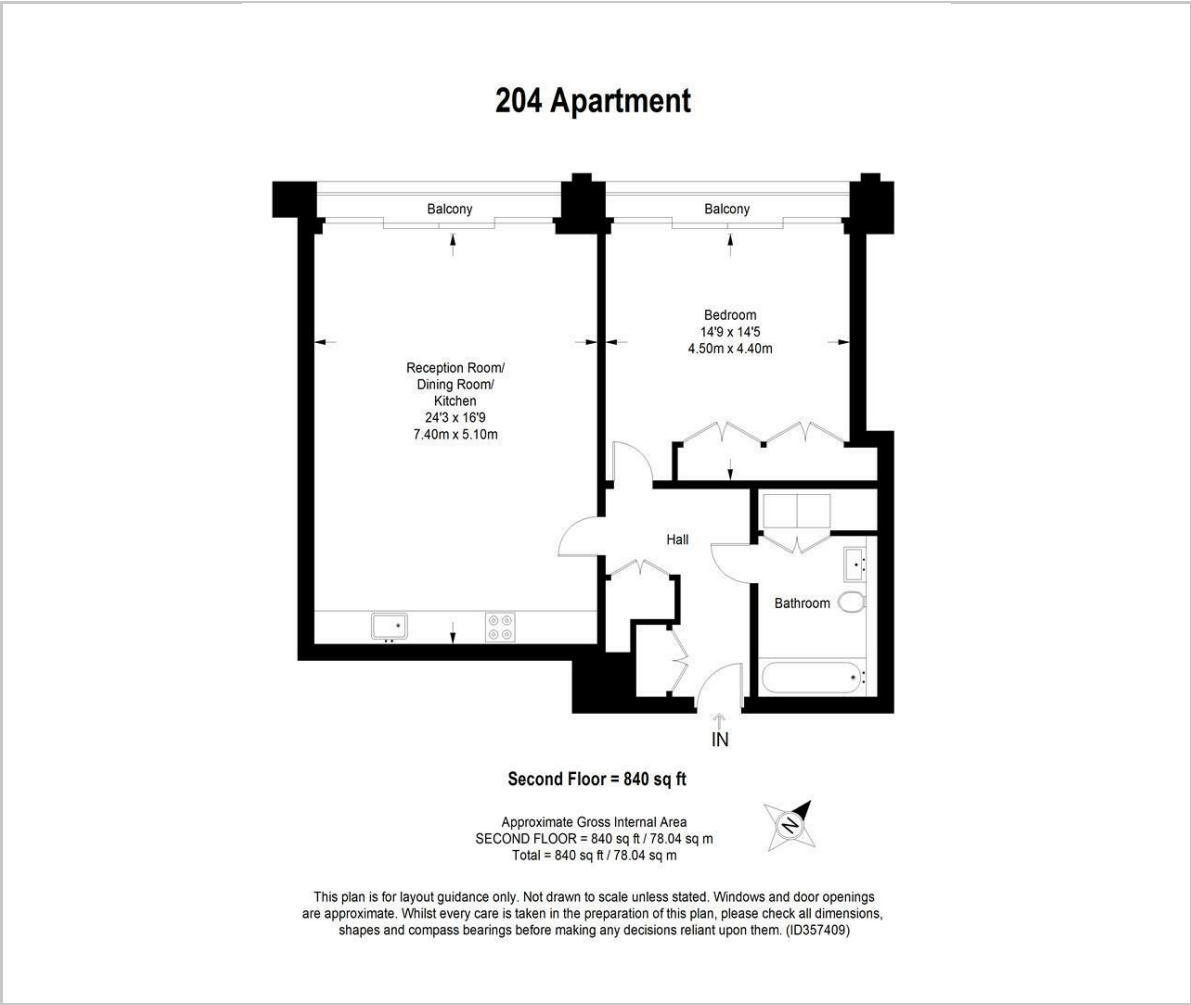 204 Apartment
Balcony
Balcony
Bedroom
14'9 x 14'5
4.50m x 4.40m
Reception Room/
Dining Room/
Kitchen
24'3 x 16'9
7.40m x 5.10m
Hall
Bathroom
IN
Second Floor = 840 sq ft
Approximate Gross Internal Area
SECOND FLOOR = 840 sq ft / 78.04 sq m
Total = 840 sq ft / 78.04 sq m
N
This plan is for layout guidance only. Not drawn to scale unless stated. Windows and door openings
are approximate. Whilst every care is taken in the preparation of this plan, please check all dimensions,
shapes and compass bearings before making any decisions reliant upon them. (ID357409)